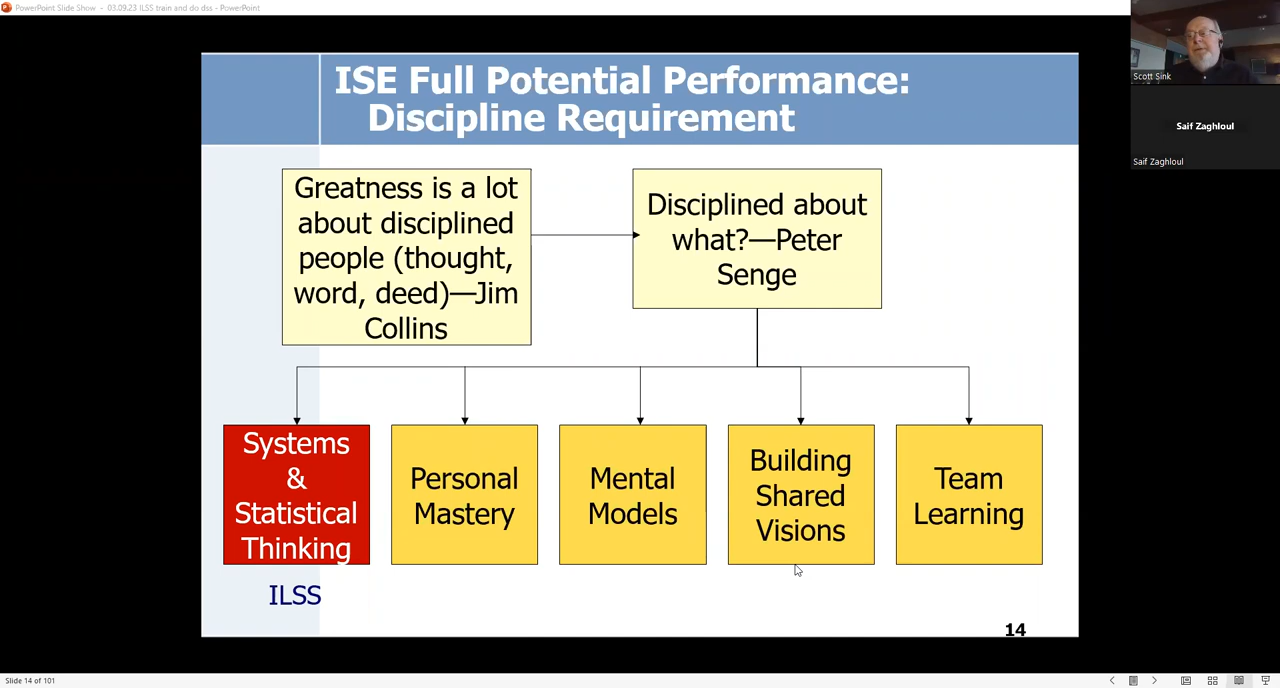 PowerPoint Slide Show - 03.09.23 ILSS train and do dss - PowerPoint
Scott Sink
Saif Zaghloul
Saif Zaghloul
ISE Full Potential Performance:
Discipline Requirement
Greatness is a lot
about disciplined
people (thought,
word, deed)—Jim
Collins
Disciplined about
what?—Peter
Senge
Systems
&
Statistical
Thinking
Personal
Mastery
Mental
Models
Building
Shared
Visions
Team
Learning
ILSS
14
Slide 14 of 101